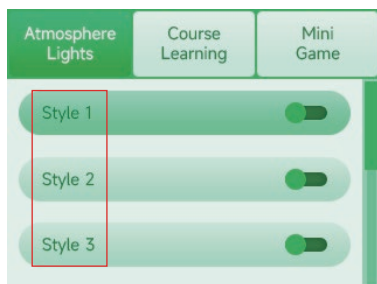 Atmosphere Lights
Course Learning
Mini Game
Style 1
Style 2
Style 3